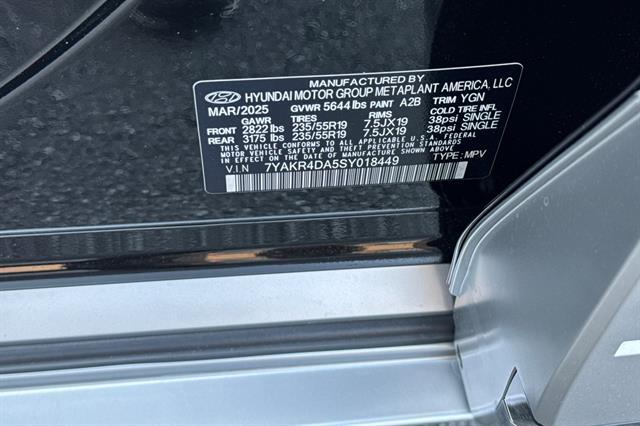 MANUFACTURED BY
HYUNDAI MOTOR GROUP METAPLANT AMERICA, LLC
MAR/2025 GVWR 5644 lbs PAINT A2B TRIM YGN
GAWR TIRES RIMS COLD TIRE INFL
FRONT 2822 lbs 235/55R19 7.5JX19 38psi SINGLE
REAR 3175 lbs 235/55R19 7.5JX19 38psi SINGLE
THIS VEHICLE CONFORMS TO ALL APPLICABLE U.S. FEDERAL
MOTOR VEHICLE SAFETY STANDARDS IN EFFECT ON THE DATE OF MANUFACTURE SHOWN ABOVE.
V.I.N 7YAKR4DA5SY018449 TYPE: MPV